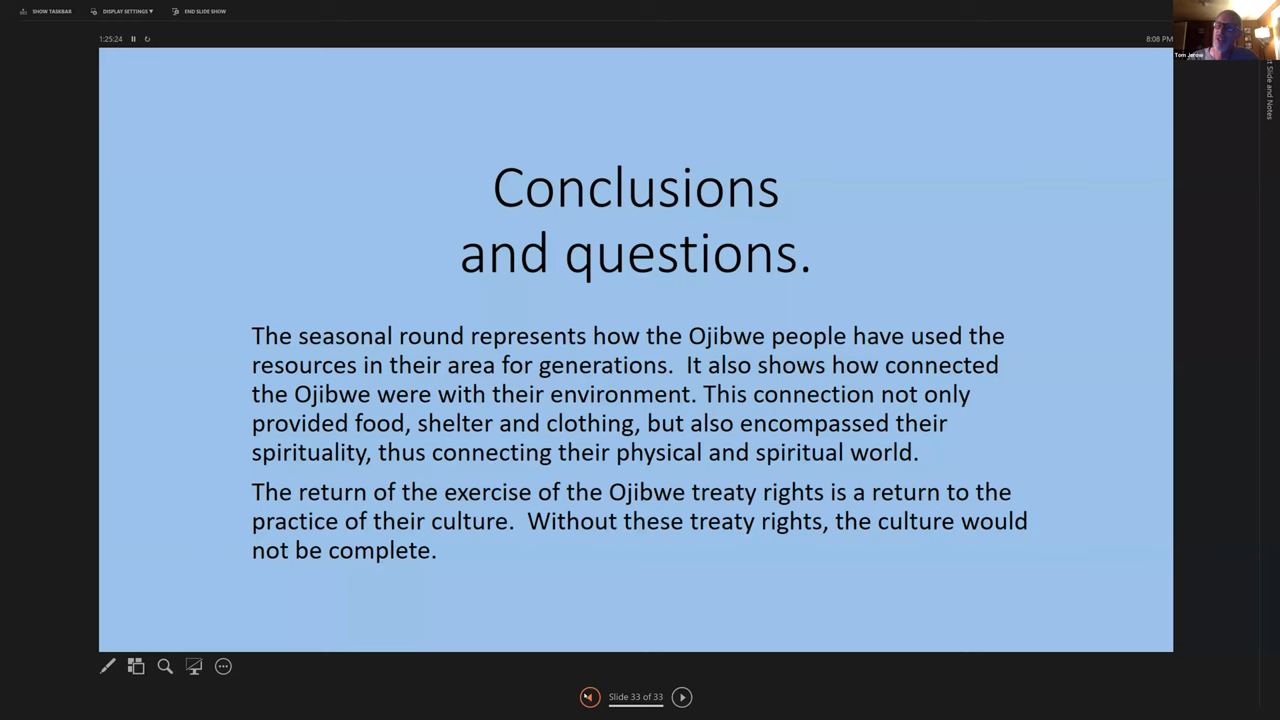 SHOW TASKBAR DISPLAY SETTINGS ▾ END SLIDE SHOW
1:25:24
8:08 PM
Tom Jerow
t Slide and Notes
Conclusions
and questions.
The seasonal round represents how the Ojibwe people have used the
resources in their area for generations.  It also shows how connected
the Ojibwe were with their environment. This connection not only
provided food, shelter and clothing, but also encompassed their
spirituality, thus connecting their physical and spiritual world.
The return of the exercise of the Ojibwe treaty rights is a return to the
practice of their culture.  Without these treaty rights, the culture would
not be complete.
Slide 33 of 33